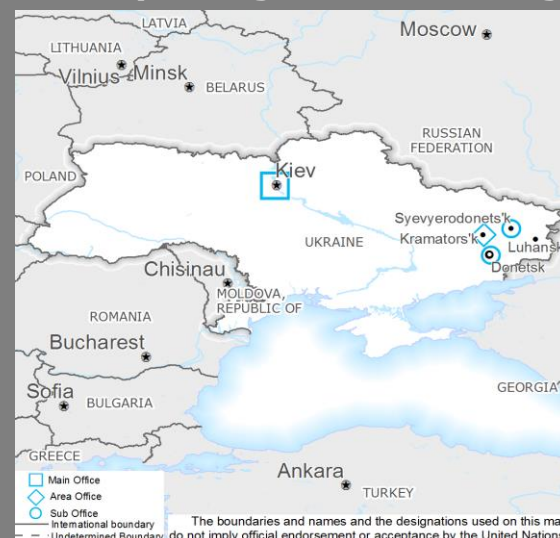 LATVIA
Moscow
LITHUANIA
Vilnius
Minsk
BELARUS
RUSSIAN
FEDERATION
POLAND
Kiev
Syevyerodonets'k
UKRAINE
Kramators'k
Luhansk
Donetsk
Chisinau
MOLDOVA,
REPUBLIC OF
ROMANIA
Bucharest
GEORGIA
Sofia
BULGARIA
GREECE
Ankara
TURKEY
Main Office
Area Office
Sub Office
International boundary
Undetermined Boundary
The boundaries and names and the designations used on this ma
do not imply official endorsement or acceptance by the United Nations